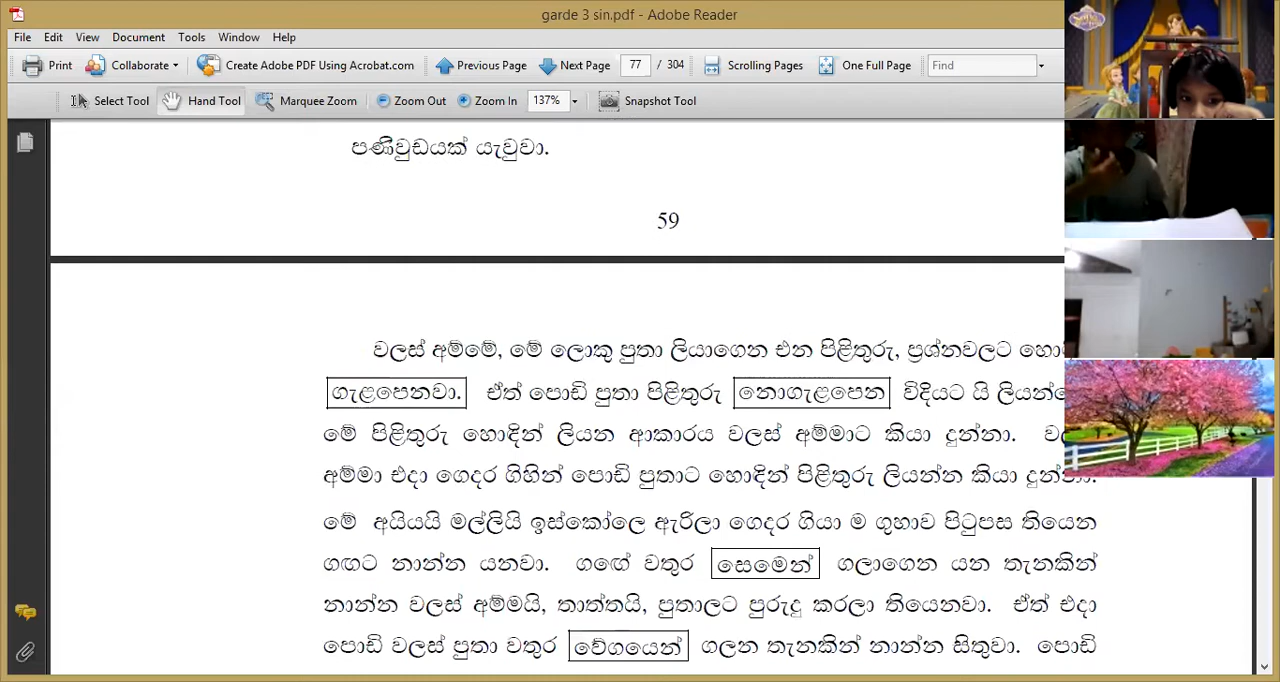 garde 3 sin.pdf - Adobe Reader
File Edit View Document Tools Window Help
Print Collaborate Create Adobe PDF Using Acrobat.com Previous Page Next Page 77 / 304 Scrolling Pages One Full Page Find
Select Tool Hand Tool Marquee Zoom Zoom Out Zoom In 137% Snapshot Tool
පණිවුඩයක් යැවුවා.
59
වලස් අම්මේ, මේ ලොකු පුතා ලියාගෙන එන පිළිතුරු, ප්‍රශ්නවලට
ගැළපෙනවා. ඒත් පොඩි පුතා පිළිතුරු නොගැළපෙන විදියට යි
මේ පිළිතුරු හොඳින් ලියන ආකාරය වලස් අම්මාට කියා දුන්නා.
අම්මා එදා ගෙදර ගිහින් පොඩි පුතාට හොඳින් පිළිතුරු ලියන්න කියා දුන්නා.
මේ අයියයි මල්ලියි ඉස්කෝලෙ ඇරිලා ගෙදර ගියා ම ගුහාව පිටුපස තියෙන
ගඟට නාන්න යනවා. ගඟේ වතුර සෙමෙන් ගලාගෙන යන තැනකින්
නාන්න වලස් අම්මයි, තාත්තයි, පුතාලට පුරුදු කරලා තියෙනවා. ඒත් එදා
පොඩි වලස් පුතා වතුර වේගයෙන් ගලන තැනකින් නාන්න සිතුවා. පොඩි